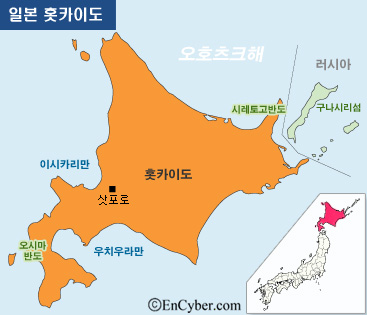 일본 홋카이도
오호츠크해
러시아
시레토고반도
구나시리섬
이시카리만
홋카이도
삿포로
오시마
반도
우치우라만
©EnCyber.com